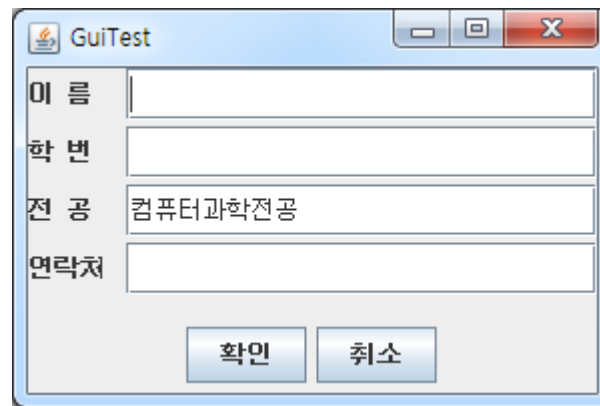 GuiTest
이 름
학 번
전 공 컴퓨터과학전공
연락처
확인 취소